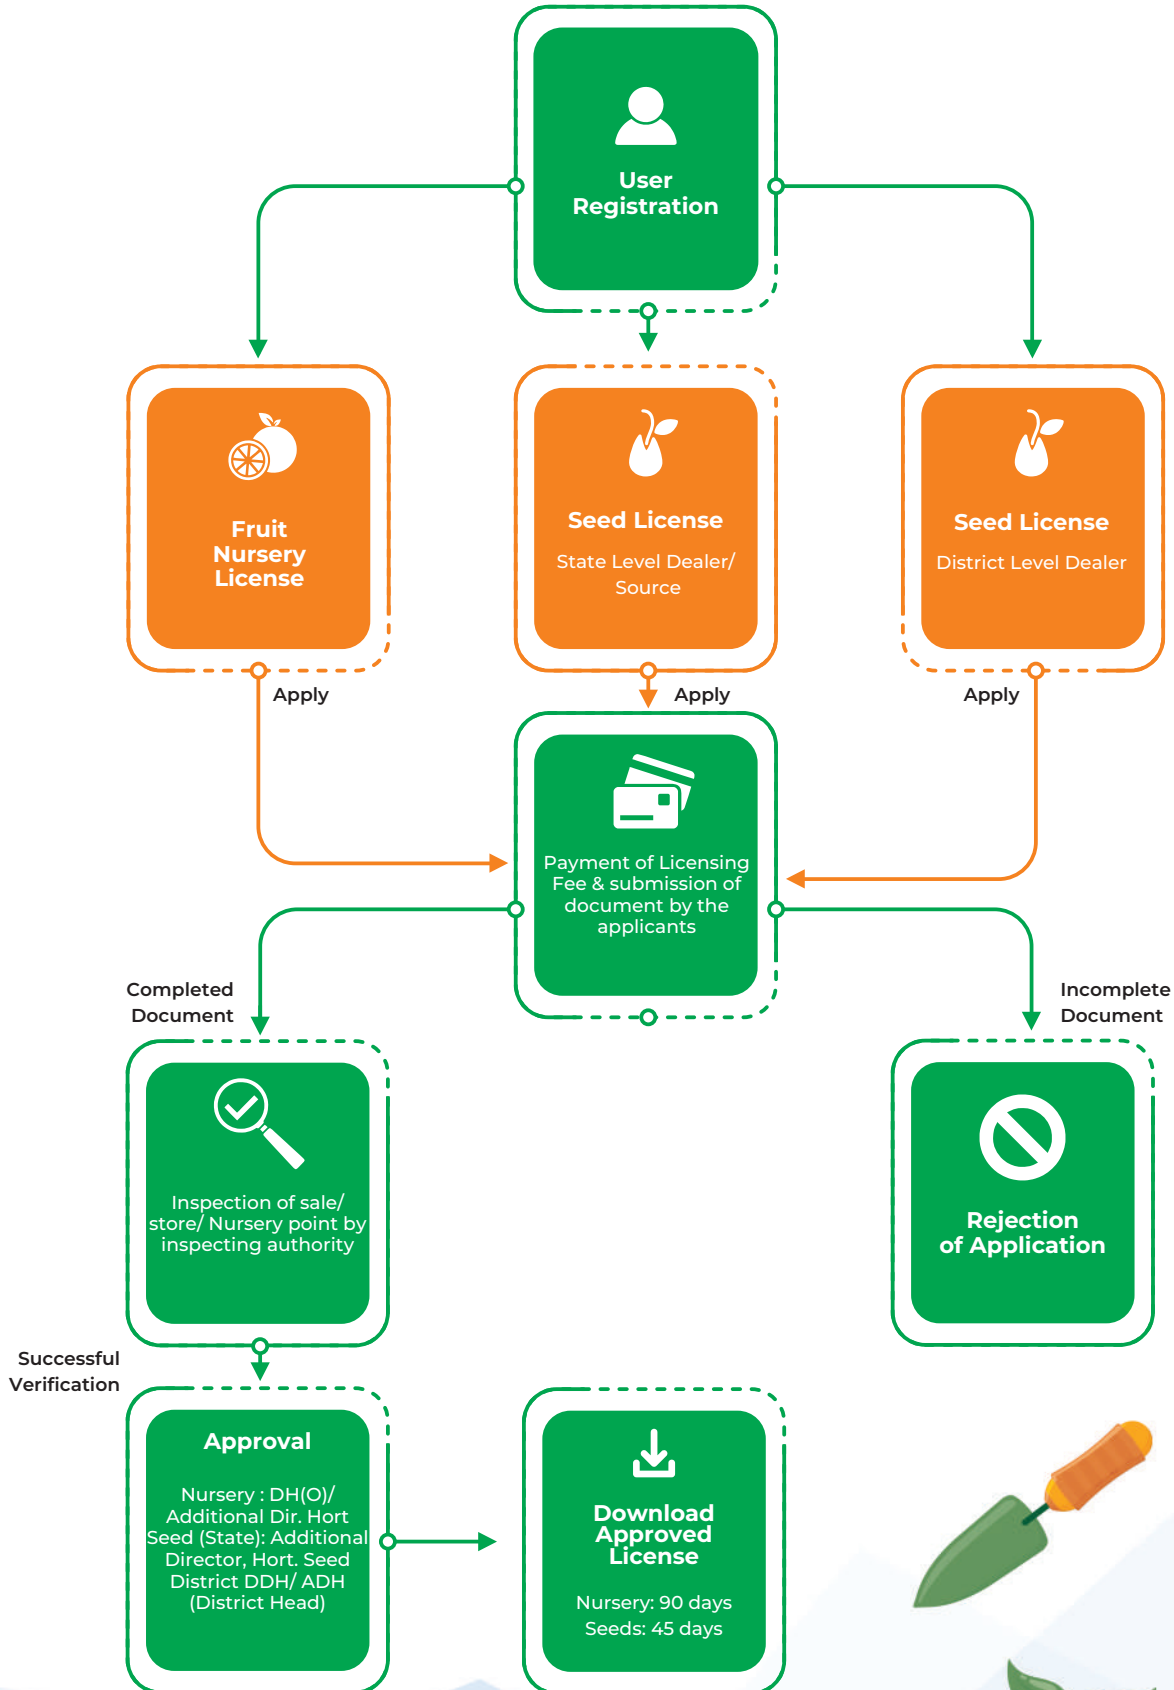 User
Registration
Fruit
Nursery
License
Seed License
State Level Dealer/
Source
Seed License
District Level Dealer
Apply
Apply
Apply
Payment of Licensing
Fee & submission of
document by the
applicants
Completed
Document
Incomplete
Document
Inspection of sale/
store/ Nursery point by
inspecting authority
Rejection
of Application
Successful
Verification
Approval
Nursery : DH(O)/
Additional Dir. Hort
Seed (State): Additional
Director, Hort. Seed
District DDH/ ADH
(District Head)
Download
Approved
License
Nursery: 90 days
Seeds: 45 days